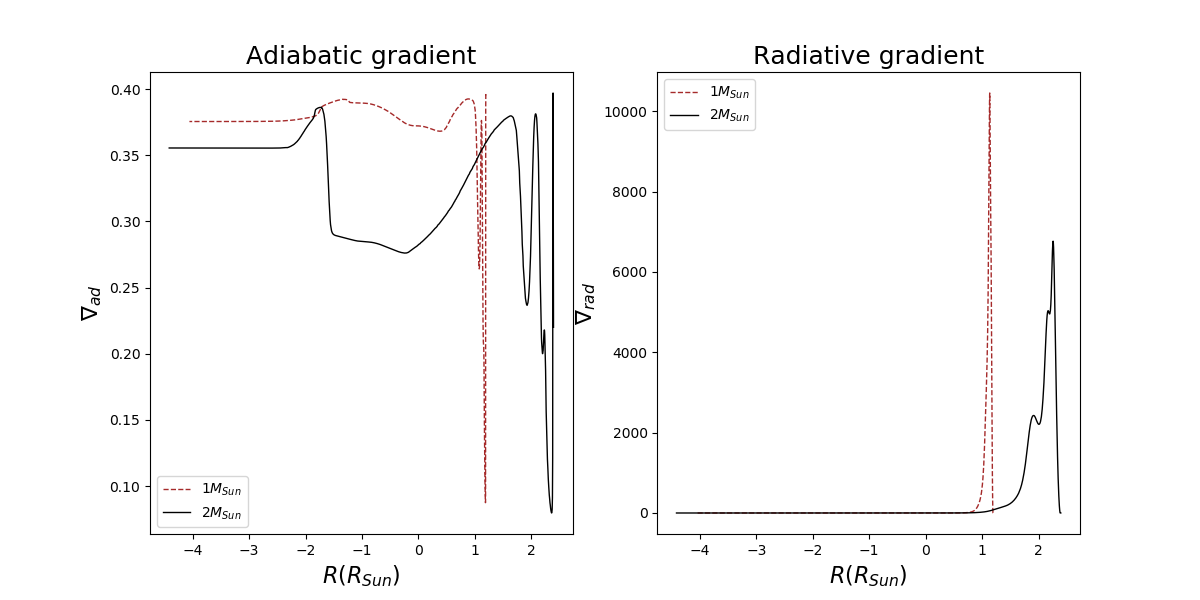 Adiabatic gradient
0.40
0.35
0.30
0.25
0.20
0.15
0.10
∇ad
1MSun
2MSun
−4 −3 −2 −1 0 1 2
R(RSun)
Radiative gradient
10000
8000
6000
4000
2000
0
∇rad
1MSun
2MSun
−4 −3 −2 −1 0 1 2
R(RSun)